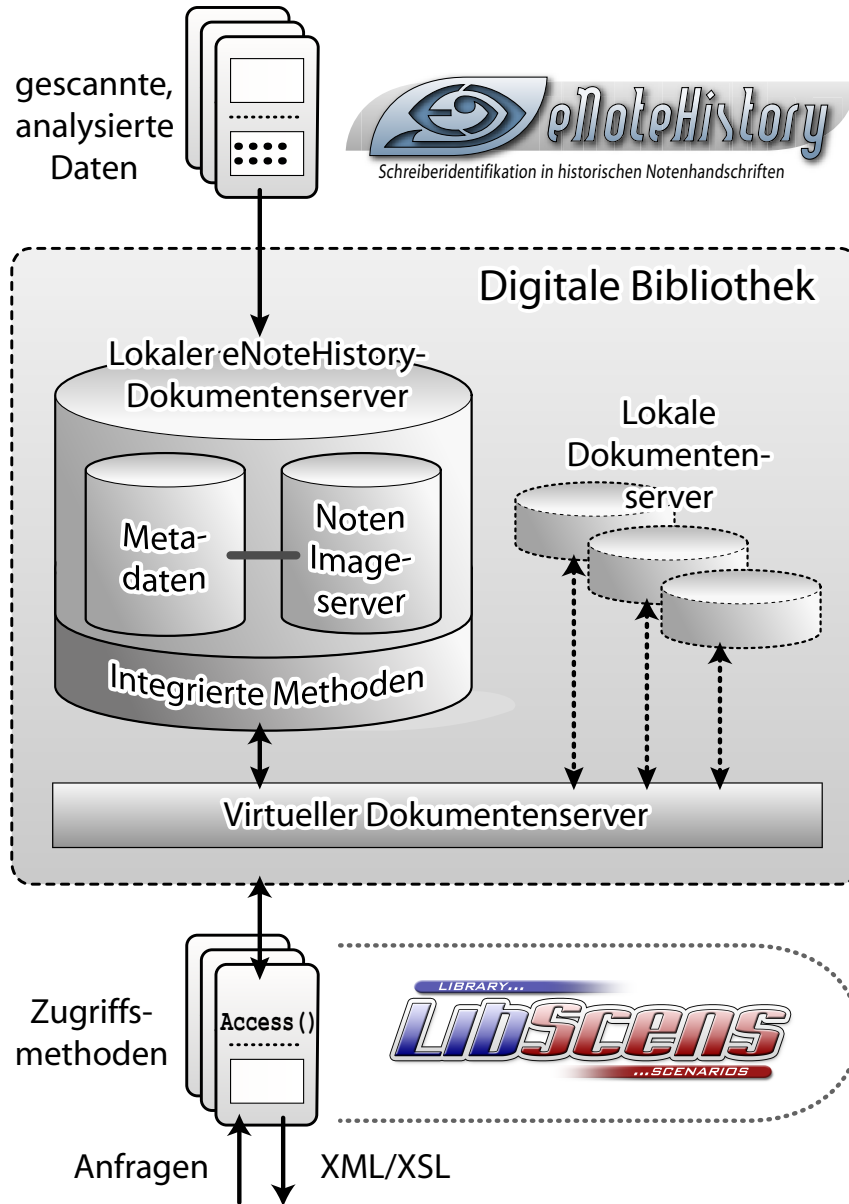 gescannte,
analysierte
Daten
eNoteHistory
Schreiberidentifikation in historischen Notenhandschriften
Digitale Bibliothek
Lokaler eNoteHistory-
Dokumentenserver
Lokale
Dokumenten-
server
Meta-
daten
Noten
Image-
server
Integrierte Methoden
Virtueller Dokumentenserver
Zugriffs-
methoden
Access()
LIBRARY...
LibScens
...SCENARIOS
Anfragen
XML/XSL